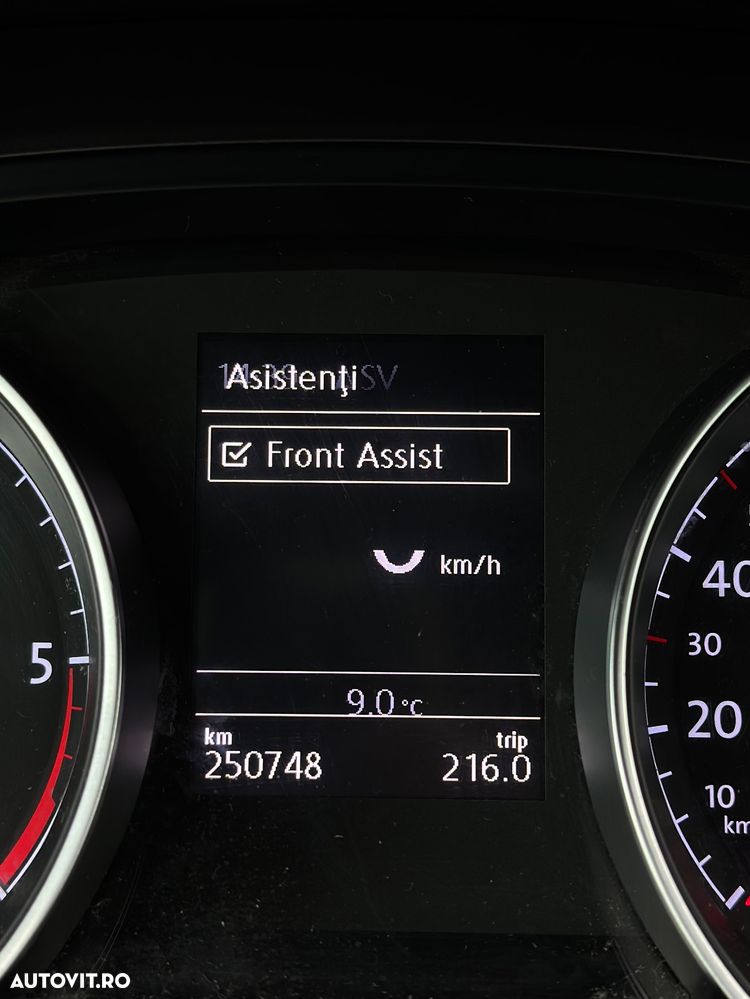 Asistenţi
Front Assist
km/h
9.0 °C
km
trip
250748
216.0
5
40
30
20
10
AUTOVIT.RO